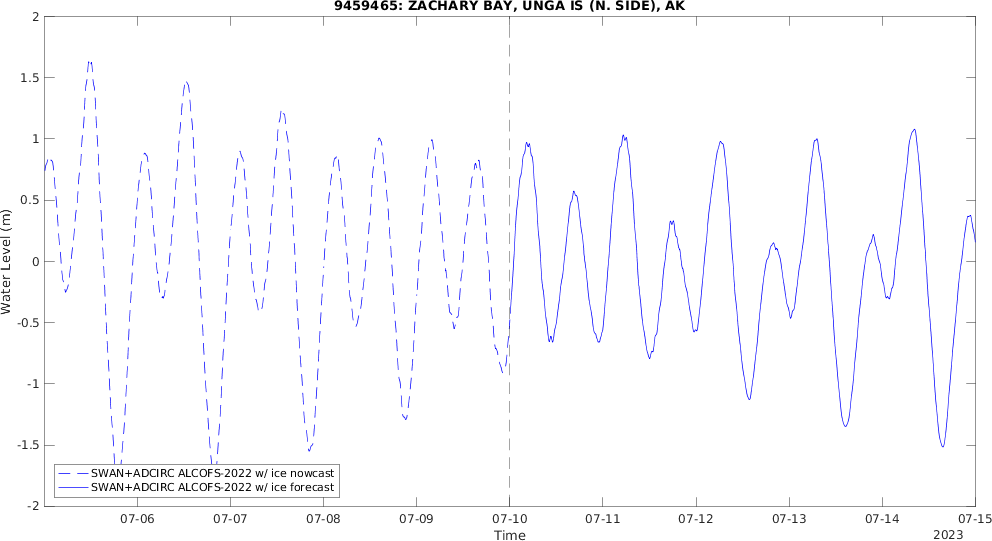 9459465: ZACHARY BAY, UNGA IS (N. SIDE), AK
Water Level (m)
2
1.5
1
0.5
0
-0.5
-1
-1.5
-2
SWAN+ADCIRC ALCOFS-2022 w/ ice nowcast
SWAN+ADCIRC ALCOFS-2022 w/ ice forecast
07-06 07-07 07-08 07-09 07-10 07-11 07-12 07-13 07-14 07-15
Time
2023